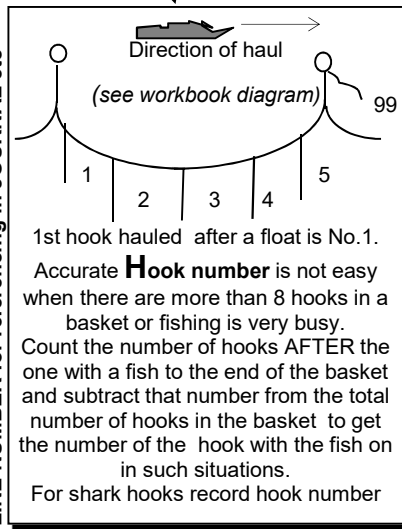 Direction of haul
(see workbook diagram)
99
1
2
3
4
5
1st hook hauled after a float is No.1.
Accurate Hook number is not easy
when there are more than 8 hooks in a
basket or fishing is very busy.
Count the number of hooks AFTER the
one with a fish to the end of the basket
and subtract that number from the total
number of hooks in the basket to get
the number of the hook with the fish on
in such situations.
For shark hooks record hook number